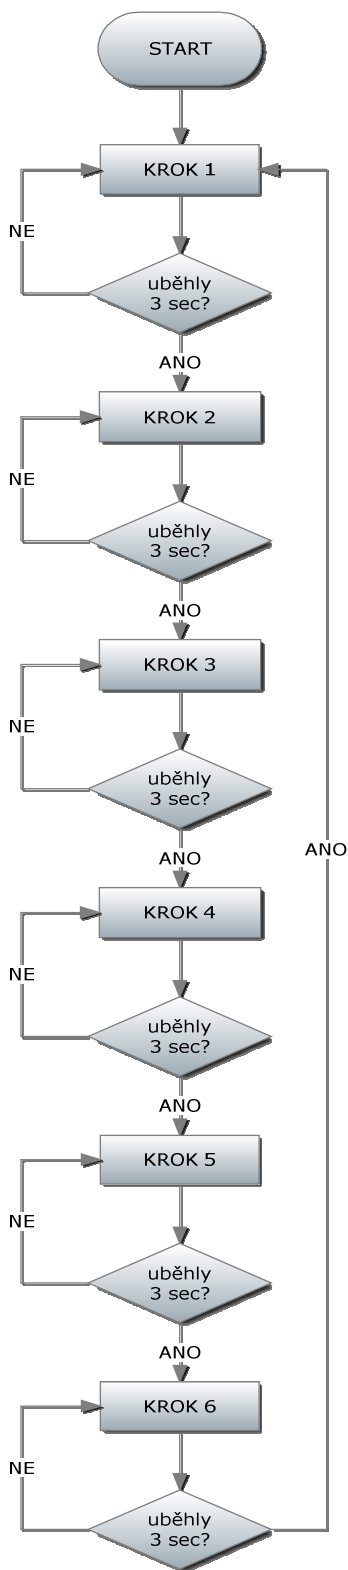 START
KROK 1
NE
uběhly
3 sec?
ANO
KROK 2
NE
uběhly
3 sec?
ANO
KROK 3
NE
uběhly
3 sec?
ANO
ANO
KROK 4
NE
uběhly
3 sec?
ANO
KROK 5
NE
uběhly
3 sec?
ANO
KROK 6
NE
uběhly
3 sec?